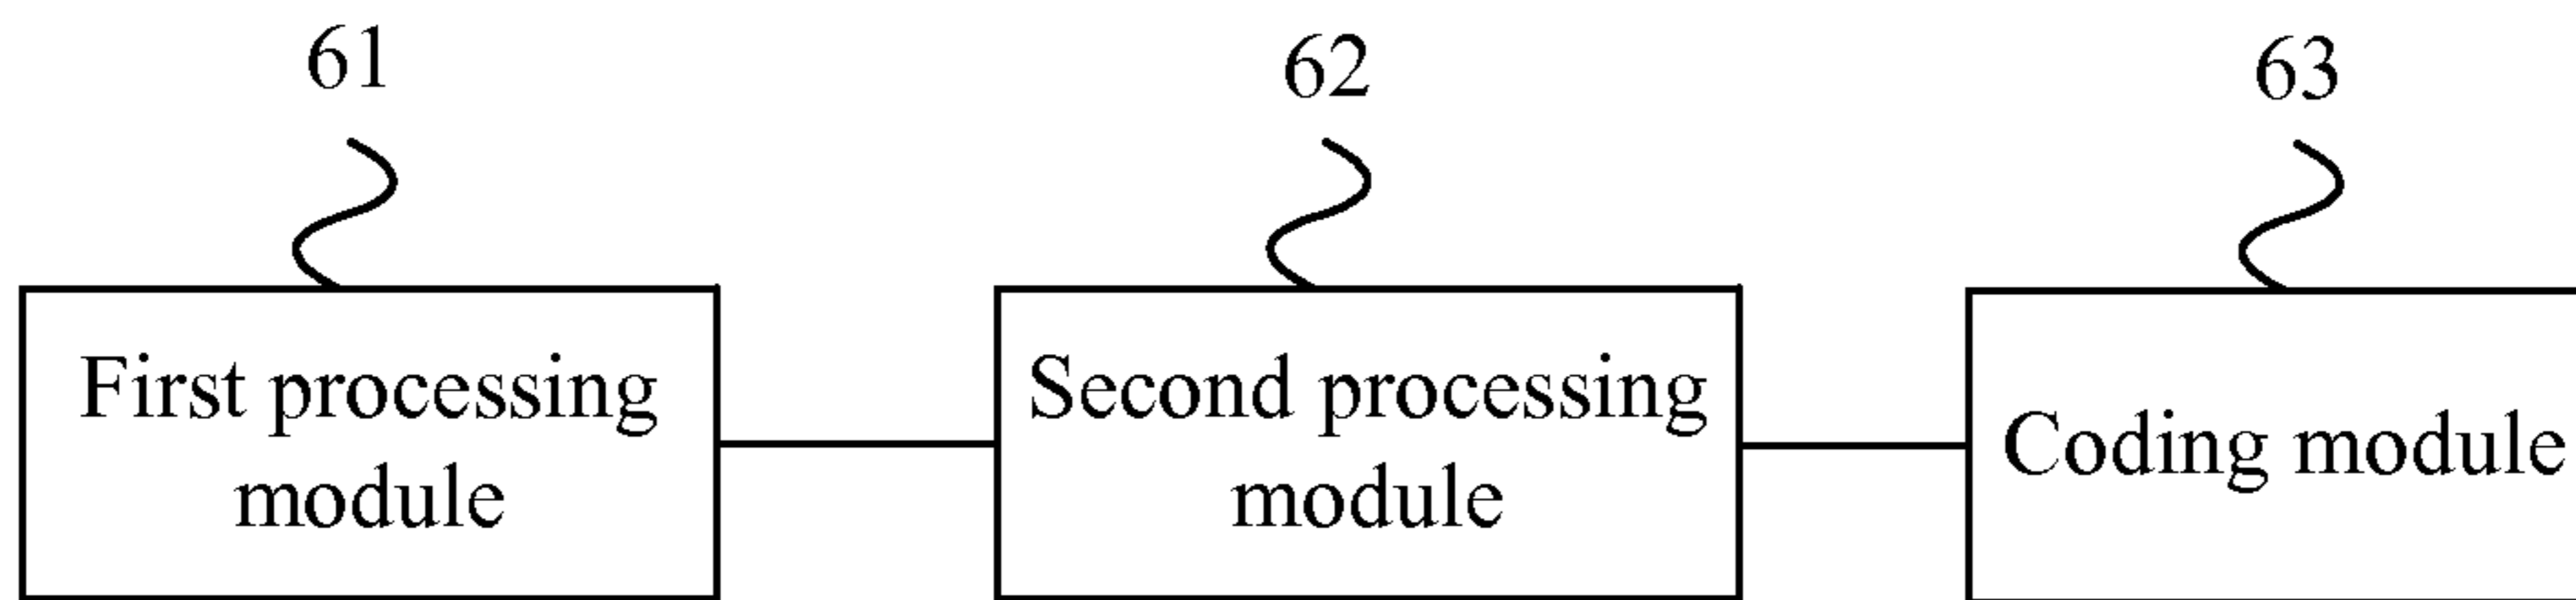 61
62
63
First processing
module
Second processing
module
Coding module